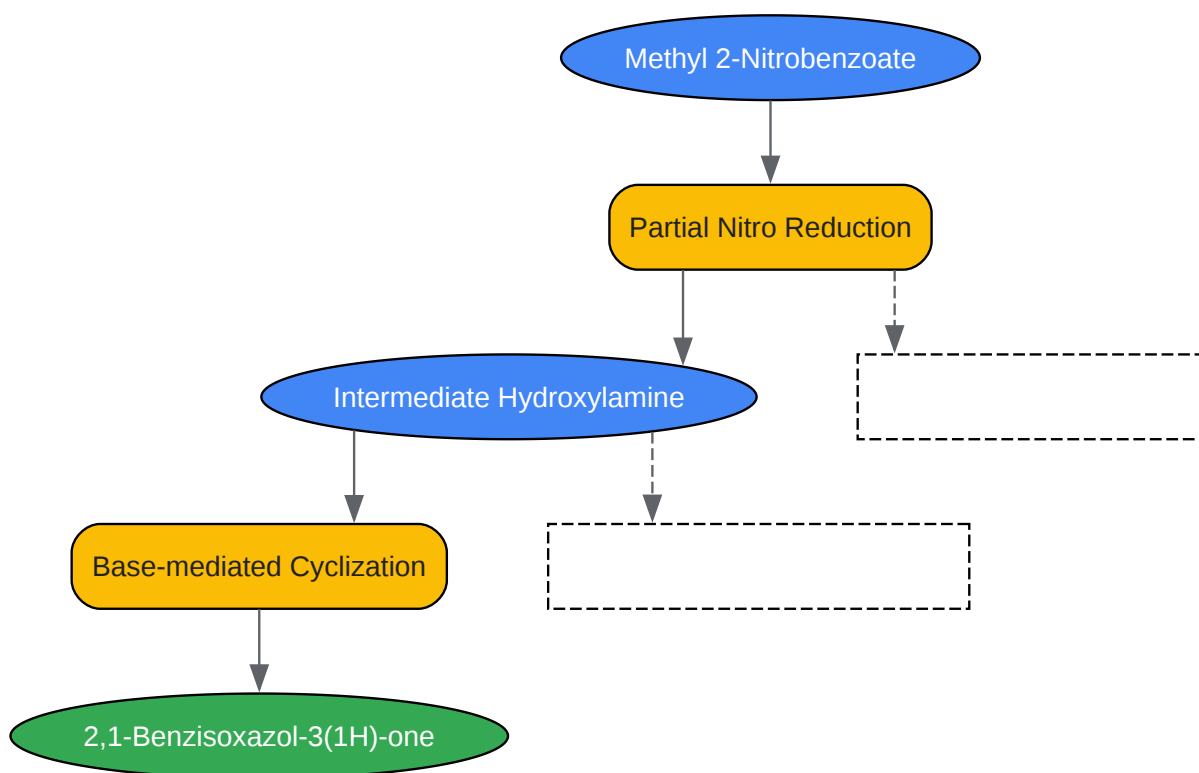 Methyl 2-Nitrobenzoate
Partial Nitro Reduction
Intermediate Hydroxylamine
Base-mediated Cyclization
2,1-Benzisoxazol-3(1H)-one